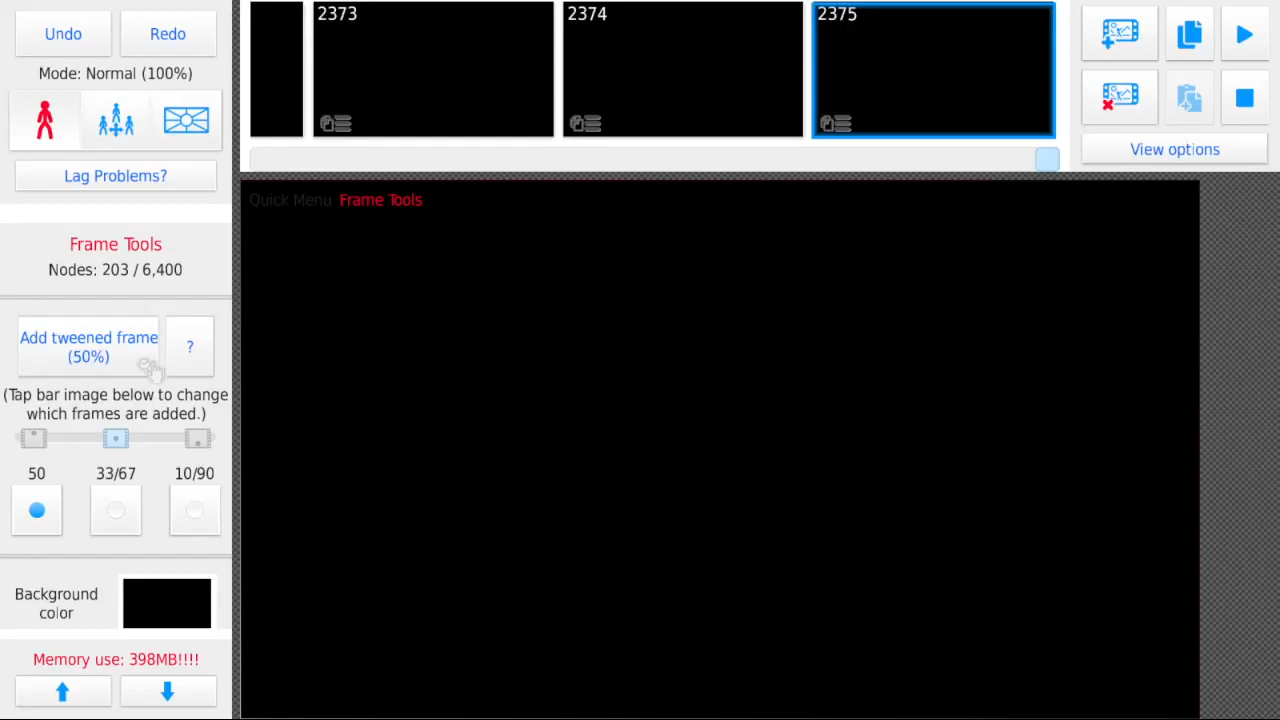 Undo
Redo
Mode: Normal (100%)
Lag Problems?
Frame Tools
Nodes: 203 / 6,400
Add tweened frame
(50%)
?
(Tap bar image below to change
which frames are added.)
50
33/67
10/90
Background
color
Memory use: 398MB!!!!
2373
2374
2375
View options
Quick Menu Frame Tools